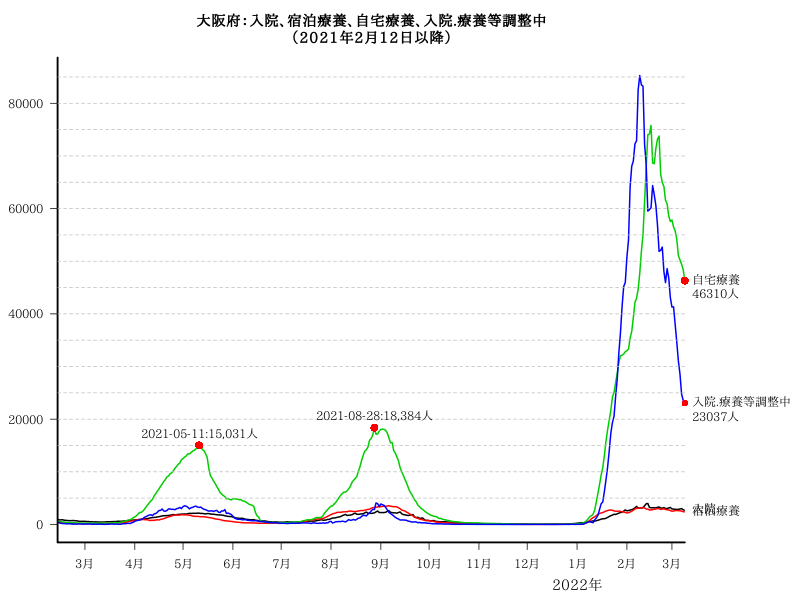 大阪府：入院、宿泊療養、自宅療養、入院.療養等調整中
（2021年2月12日以降）
80000
60000
40000
20000
0
自宅療養
46310人
入院.療養等調整中
23037人
2021-05-11:15,031人
2021-08-28:18,384人
宿泊療養
3月
4月
5月
6月
7月
8月
9月
10月
11月
12月
1月
2月
3月
2022年